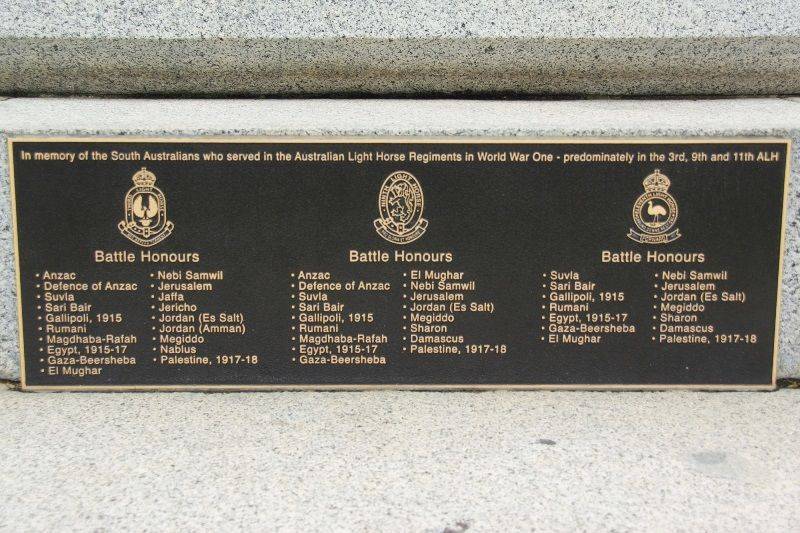 In memory of the South Australians who served in the Australian Light Horse Regiments in World War One - predominately in the 3rd, 9th and 11th ALH
Battle Honours
• Anzac
• Defence of Anzac
• Suvla
• Sari Bair
• Gallipoli, 1915
• Rumani
• Magdhaba-Rafah
• Egypt, 1915-17
• Gaza-Beersheba
• El Mughar
• Nebi Samwil
• Jerusalem
• Jaffa
• Jericho
• Jordan (Es Salt)
• Jordan (Amman)
• Megiddo
• Nablus
• Palestine, 1917-18
NINTH LIGHT HORSE
Battle Honours
• Anzac
• Defence of Anzac
• Suvla
• Sari Bair
• Gallipoli, 1915
• Rumani
• Magdhaba-Rafah
• Egypt, 1915-17
• Gaza-Beersheba
• El Mughar
• Nebi Samwil
• Jerusalem
• Jordan (Es Salt)
• Megiddo
• Sharon
• Damascus
• Palestine, 1917-18
Battle Honours
• Suvla
• Sari Bair
• Gallipoli, 1915
• Rumani
• Egypt, 1915-17
• Gaza-Beersheba
• El Mughar
• Nebi Samwil
• Jerusalem
• Jordan (Es Salt)
• Megiddo
• Sharon
• Damascus
• Palestine, 1917-18